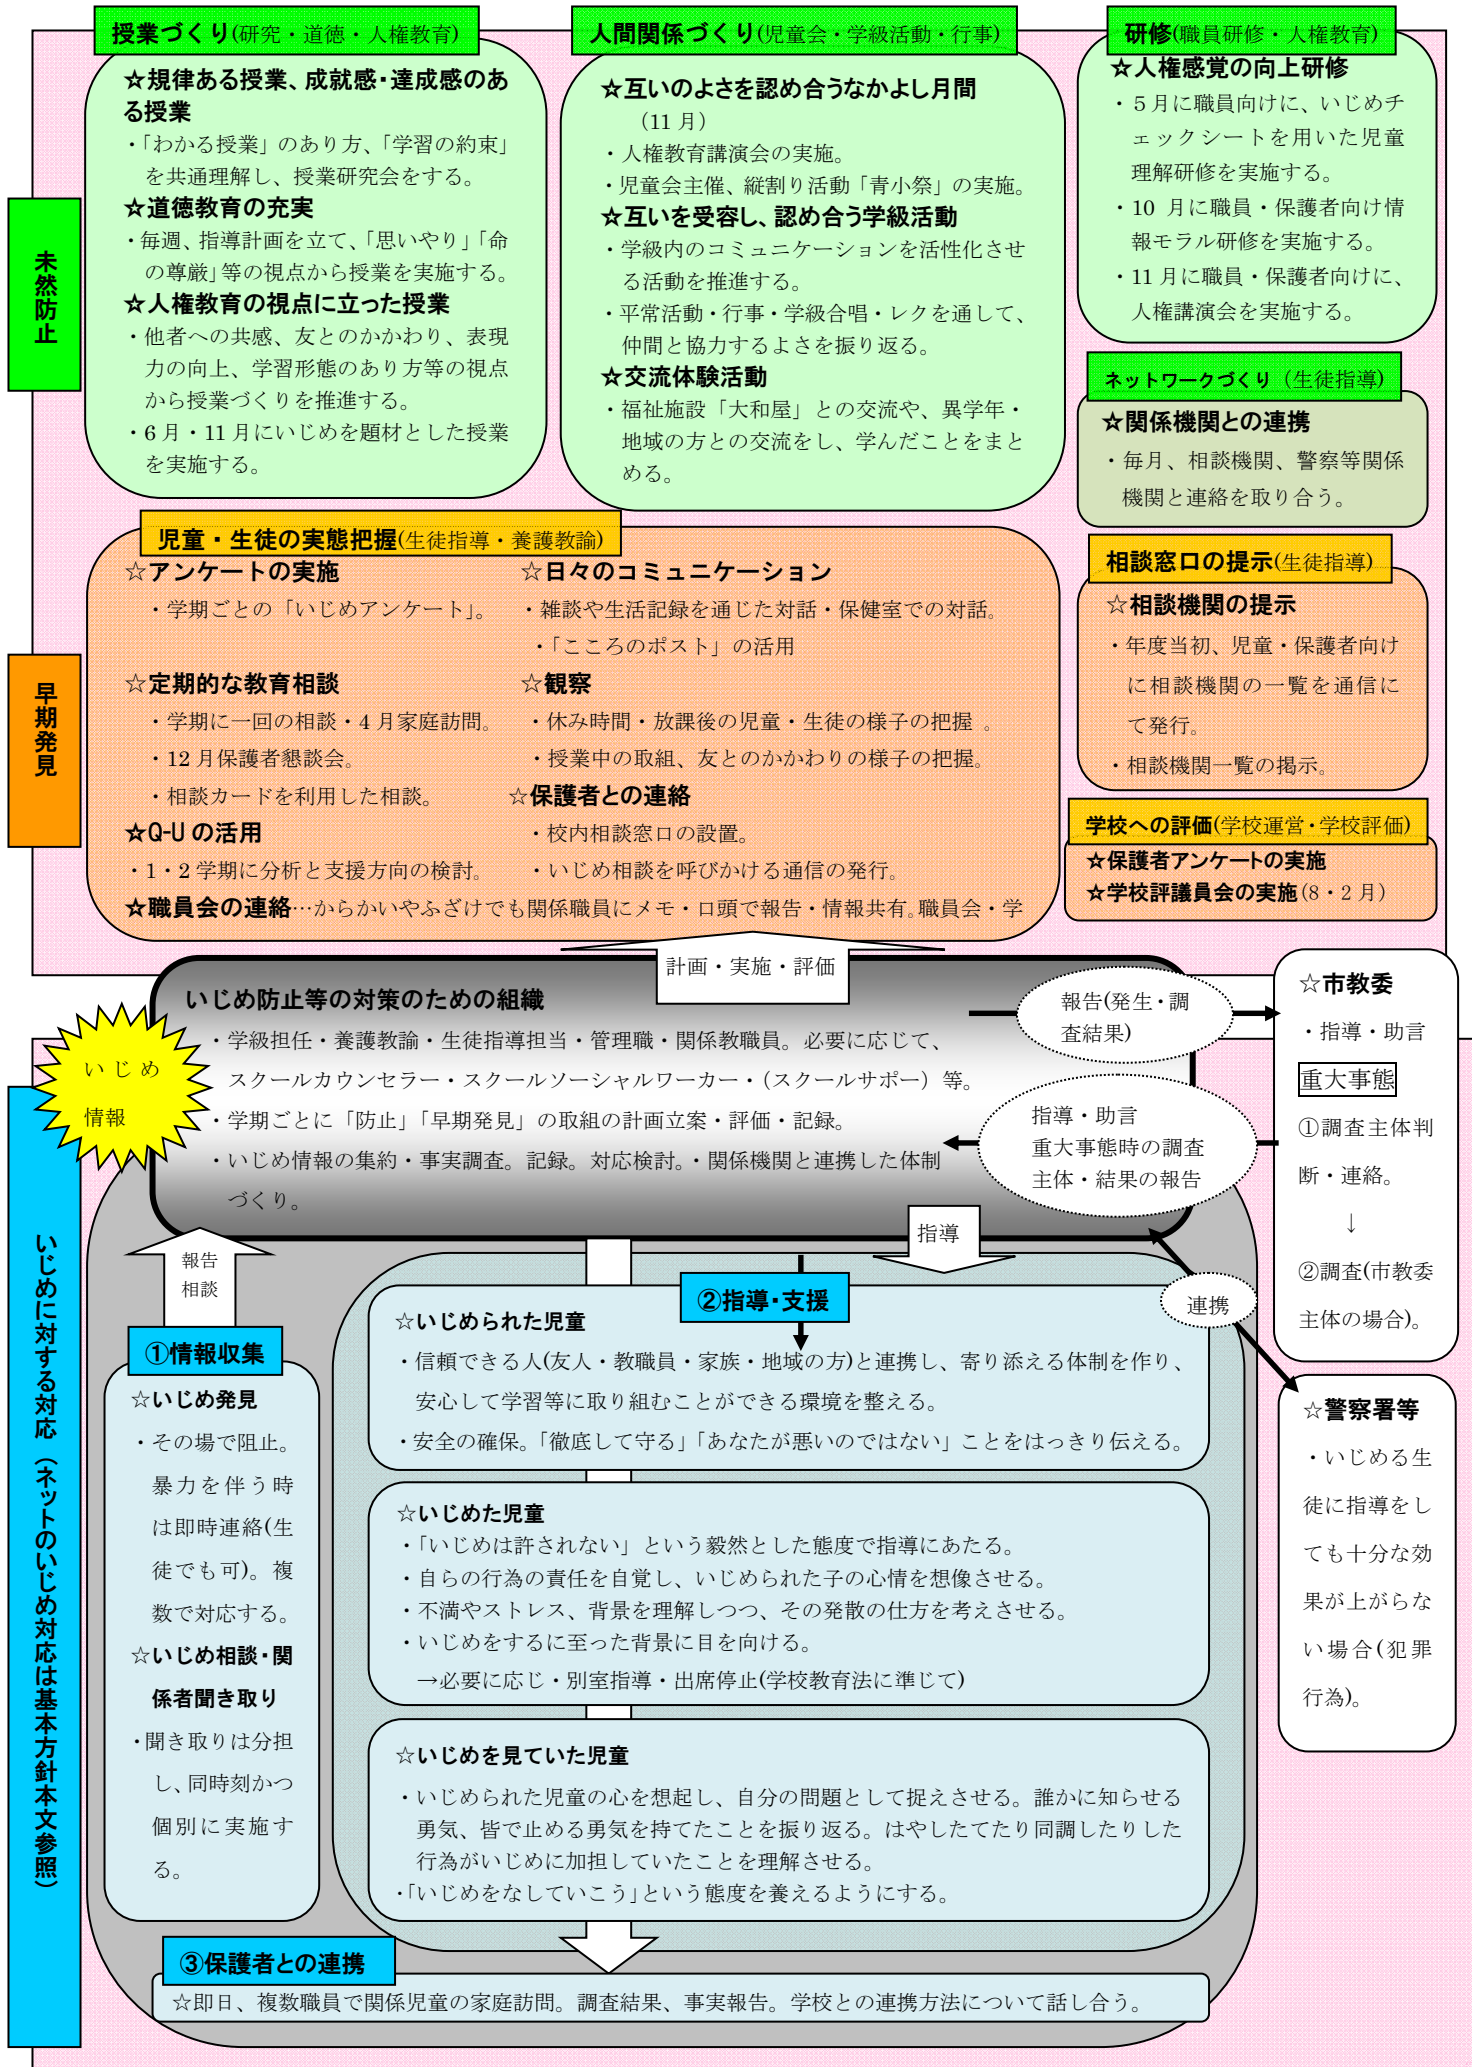 授業づくり(研究・道徳・人権教育)
☆規律ある授業、成就感・達成感のあ
る授業
・「わかる授業」のあり方、「学習の約束」
を共通理解し、授業研究会をする。
☆道徳教育の充実
・毎週、指導計画を立て、「思いやり」「命
の尊厳」等の視点から授業を実施する。
☆人権教育の視点に立った授業
・他者への共感、友とのかかわり、表現
力の向上、学習形態のあり方等の視点
から授業づくりを推進する。
・6月・11月にいじめを題材とした授業
を実施する。
人間関係づくり(児童会・学級活動・行事)
☆互いのよさを認め合うなかよし月間
（11月）
・人権教育講演会の実施。
・児童会主催、縦割り活動「青小祭」の実施。
☆互いを受容し、認め合う学級活動
・学級内のコミュニケーションを活性化させ
る活動を推進する。
・平常活動・行事・学級合唱・レクを通して、
仲間と協力するよさを振り返る。
☆交流体験活動
・福祉施設「大和屋」との交流や、異学年・
地域の方との交流をし、学んだことをまと
める。
研修(職員研修・人権教育)
☆人権感覚の向上研修
・5月に職員向けに、いじめチ
ェックシートを用いた児童
理解研修を実施する。
・10月に職員・保護者向け情
報モラル研修を実施する。
・11月に職員・保護者向けに、
人権講演会を実施する。
ネットワークづくり（生徒指導)
☆関係機関との連携
・毎月、相談機関、警察等関係
機関と連絡を取り合う。
未然防止
児童・生徒の実態把握(生徒指導・養護教諭)
☆アンケートの実施
・学期ごとの「いじめアンケート」。
☆定期的な教育相談
・学期に一回の相談・4月家庭訪問。
・12月保護者懇談会。
・相談カードを利用した相談。
☆Q-Uの活用
・1・2学期に分析と支援方向の検討。
☆日々のコミュニケーション
・雑談や生活記録を通じた対話・保健室での対話。
・「こころのポスト」の活用
☆観察
・休み時間・放課後の児童・生徒の様子の把握 。
・授業中の取組、友とのかかわりの様子の把握。
☆保護者との連絡
・校内相談窓口の設置。
・いじめ相談を呼びかける通信の発行。
☆職員会の連絡…からかいやふざけでも関係職員にメモ・口頭で報告・情報共有。職員会・学
相談窓口の提示(生徒指導)
☆相談機関の提示
・年度当初、児童・保護者向け
に相談機関の一覧を通信に
て発行。
・相談機関一覧の掲示。
学校への評価(学校運営・学校評価)
☆保護者アンケートの実施
☆学校評議員会の実施(8・2月)
早期発見
計画・実施・評価
いじめ防止等の対策のための組織
・学級担任・養護教諭・生徒指導担当・管理職・関係教職員。必要に応じて、
スクールカウンセラー・スクールソーシャルワーカー・（スクールサポー）等。
・学期ごとに「防止」「早期発見」の取組の計画立案・評価・記録。
・いじめ情報の集約・事実調査。記録。対応検討。・関係機関と連携した体制
づくり。
いじめ
情報
報告(発生・調
査結果)
指導・助言
重大事態時の調査
主体・結果の報告
☆市教委
・指導・助言
重大事態
①調査主体判
断・連絡。
↓
②調査(市教委
主体の場合)。
連携
☆警察署等
・いじめる生
徒に指導をし
ても十分な効
果が上がらな
い場合(犯罪
行為)。
いじめに対する対応（ネットのいじめ対応は基本方針本文参照）
報告
相談
指導
①情報収集
☆いじめ発見
・その場で阻止。
暴力を伴う時
は即時連絡(生
徒でも可)。複
数で対応する。
☆いじめ相談・関
係者聞き取り
・聞き取りは分担
し、同時刻かつ
個別に実施す
る。
②指導・支援
☆いじめられた児童
・信頼できる人(友人・教職員・家族・地域の方)と連携し、寄り添える体制を作り、
安心して学習等に取り組むことができる環境を整える。
・安全の確保。「徹底して守る」「あなたが悪いのではない」ことをはっきり伝える。
☆いじめた児童
・「いじめは許されない」という毅然とした態度で指導にあたる。
・自らの行為の責任を自覚し、いじめられた子の心情を想像させる。
・不満やストレス、背景を理解しつつ、その発散の仕方を考えさせる。
・いじめをするに至った背景に目を向ける。
→必要に応じ・別室指導・出席停止(学校教育法に準じて)
☆いじめを見ていた児童
・いじめられた児童の心を想起し、自分の問題として捉えさせる。誰かに知らせる
勇気、皆で止める勇気を持てたことを振り返る。はやしたてたり同調したりした
行為がいじめに加担していたことを理解させる。
・「いじめをなしていこう」という態度を養えるようにする。
③保護者との連携
☆即日、複数職員で関係児童の家庭訪問。調査結果、事実報告。学校との連携方法について話し合う。